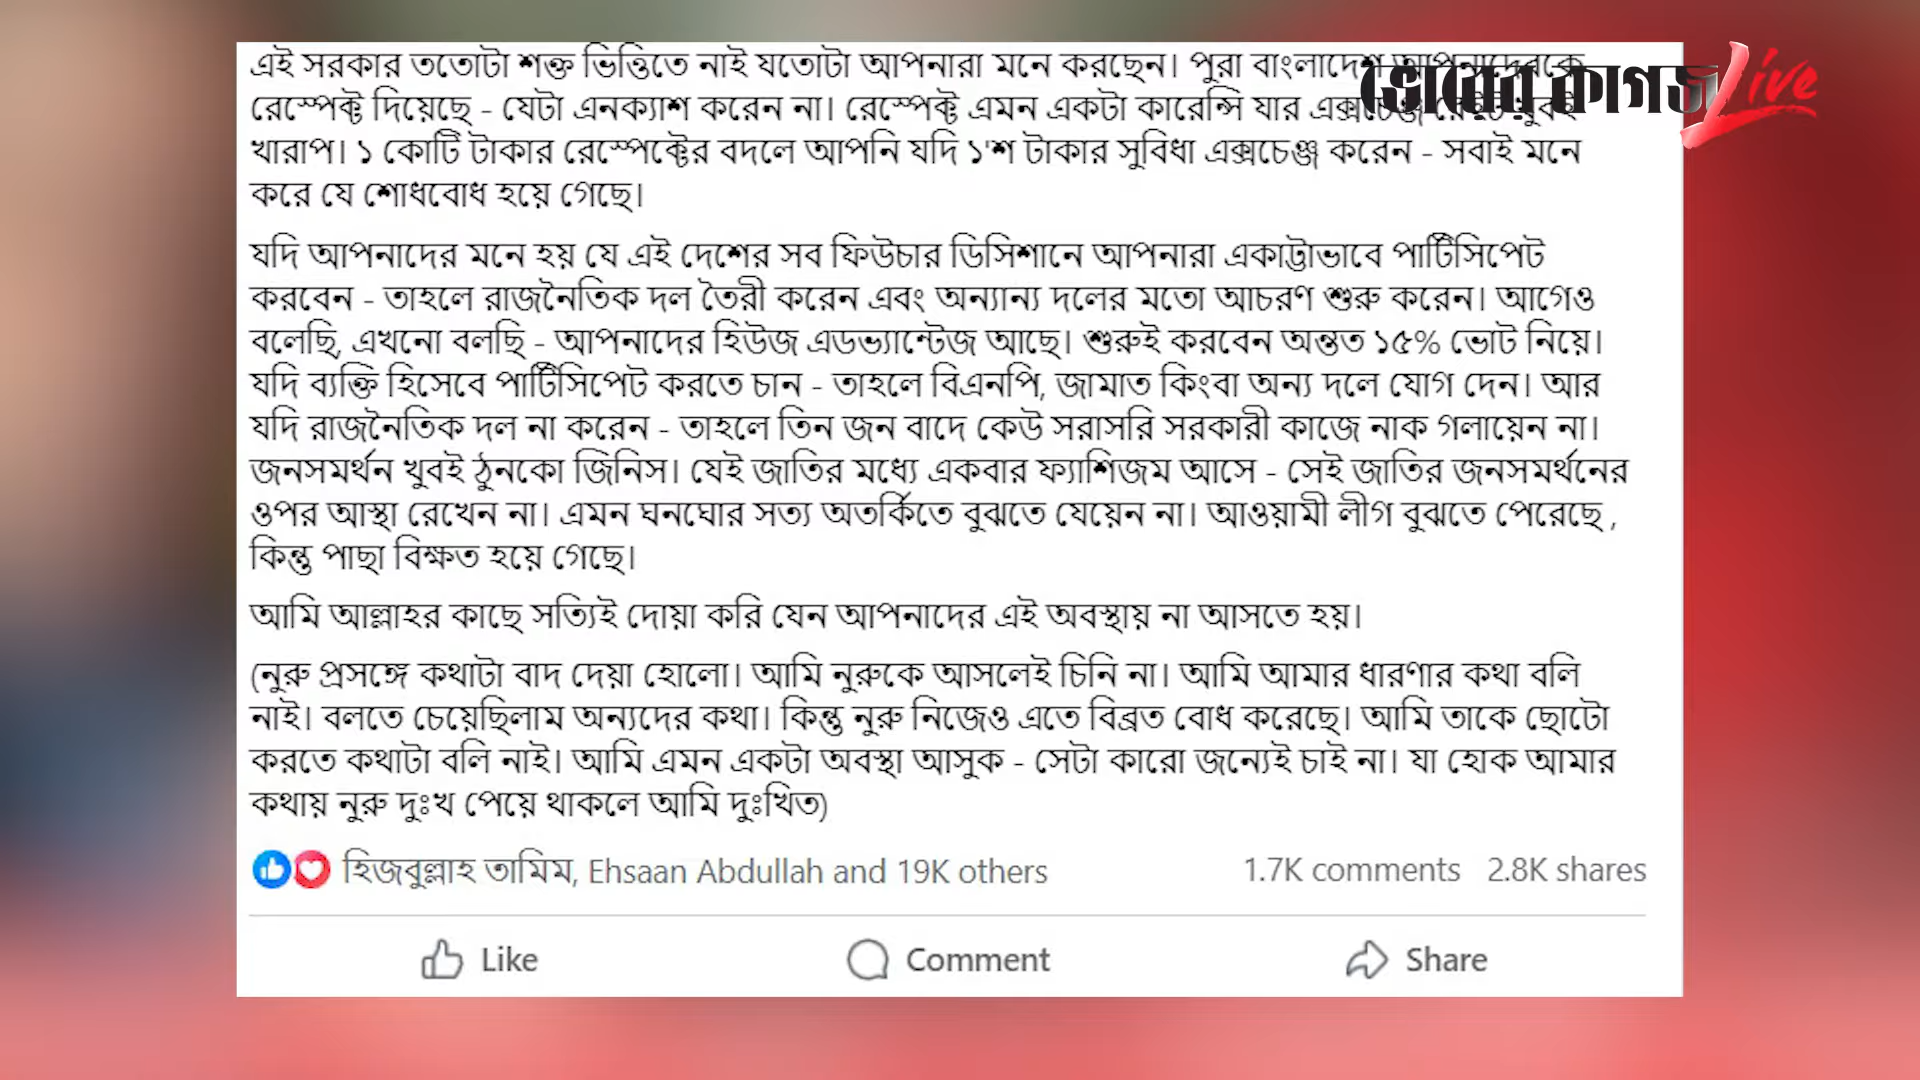 এই সরকার ততোটা শক্ত ভিত্তিতে নাই যতোটা আপনারা মনে করছেন। পুরা বাংলাদেশ আপনাদেরকে
রেস্পেক্ট দিয়েছে - যেটা এনক্যাশ করেন না। রেস্পেক্ট এমন একটা কারেন্সি যার এক্সচেঞ্জ রেইট খুবই
খারাপ। ১ কোটি টাকার রেস্পেক্টের বদলে আপনি যদি ১'শ টাকার সুবিধা এক্সচেঞ্জ করেন - সবাই মনে
করে যে শোধবোধ হয়ে গেছে।
যদি আপনাদের মনে হয় যে এই দেশের সব ফিউচার ডিসিশানে আপনারা একাট্টাভাবে পার্টিসিপেট
করবেন - তাহলে রাজনৈতিক দল তৈরী করেন এবং অন্যান্য দলের মতো আচরণ শুরু করেন। আগেও
বলেছি, এখনো বলছি - আপনাদের হিউজ এডভ্যান্টেজ আছে। শুরুই করবেন অন্তত ১৫% ভোট নিয়ে।
যদি ব্যক্তি হিসেবে পার্টিসিপেট করতে চান - তাহলে বিএনপি, জামাত কিংবা অন্য দলে যোগ দেন। আর
যদি রাজনৈতিক দল না করেন - তাহলে তিন জন বাদে কেউ সরাসরি সরকারী কাজে নাক গলায়েন না।
জনসমর্থন খুবই ঠুনকো জিনিস। যেই জাতির মধ্যে একবার ফ্যাশিজম আসে - সেই জাতির জনসমর্থনের
ওপর আস্থা রেখেন না। এমন ঘনঘোর সত্য অতর্কিতে বুঝতে যেয়েন না। আওয়ামী লীগ বুঝতে পেরেছে,
কিন্তু পাছা বিক্ষত হয়ে গেছে।
আমি আল্লাহর কাছে সত্যিই দোয়া করি যেন আপনাদের এই অবস্থায় না আসতে হয়।
(নুরু প্রসঙ্গে কথাটা বাদ দেয়া হোলো। আমি নুরুকে আসলেই চিনি না। আমি আমার ধারণার কথা বলি
নাই। বলতে চেয়েছিলাম অন্যদের কথা। কিন্তু নুরু নিজেও এতে বিব্রত বোধ করেছে। আমি তাকে ছোটো
করতে কথাটা বলি নাই। আমি এমন একটা অবস্থা আসুক - সেটা কারো জন্যেই চাই না। যা হোক আমার
কথায় নুরু দুঃখ পেয়ে থাকলে আমি দুঃখিত)
হিজবুল্লাহ তামিম, Ehsaan Abdullah and 19K others 1.7K comments 2.8K shares
Like Comment Share
ভোরের কাগজ Live